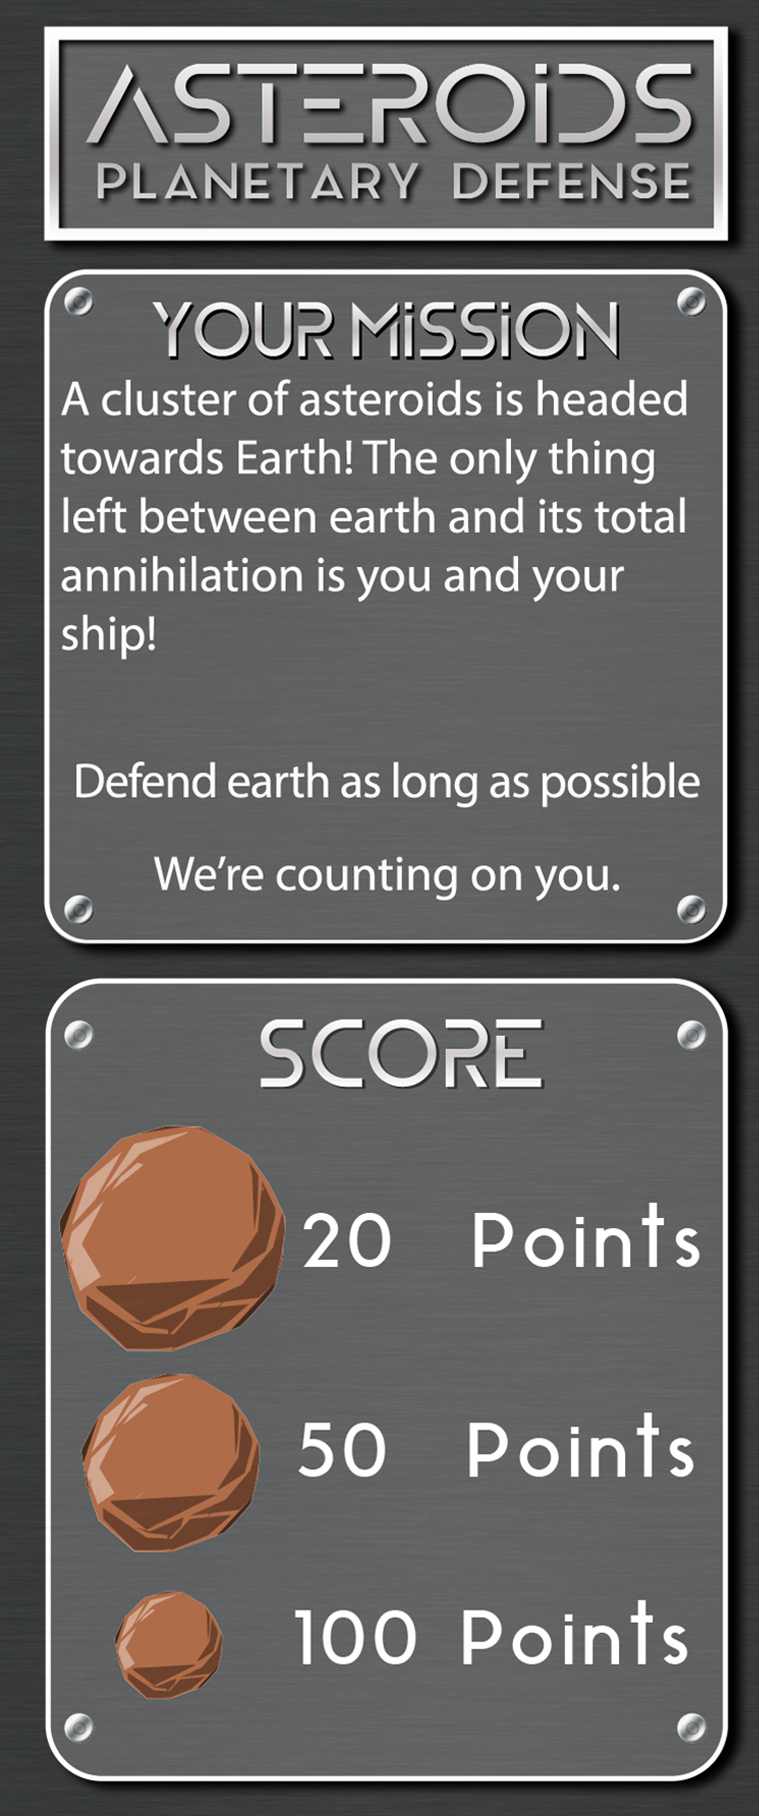 ASTEROiDS
PLANETARY DEFENSE
YOUR MiSSiON
A cluster of asteroids is headed
towards Earth! The only thing
left between earth and its total
annihilation is you and your
ship!
Defend earth as long as possible
We’re counting on you.
SCORE
20 Points
50 Points
100 Points